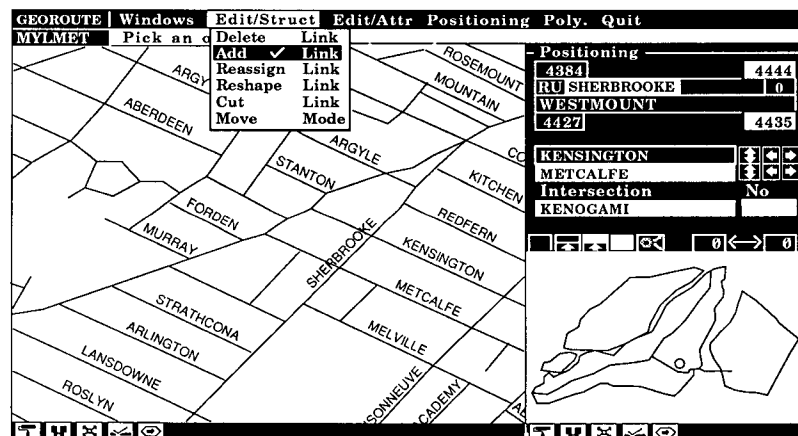 GEOROUTE Windows Edit/Struct Edit/Attr Positioning Poly. Quit
MYLMET Pick an o
Delete Link
Add ✓ Link
Reassign Link
Reshape Link
Cut Link
Move Mode
ROSEMOUNT
ARGY
MOUNTAIN
ABERDEEN
ARGYLE
CO
STANTON
KITCHEN
FORDEN
REDFERN
MURRAY
SHERBROOKE
KENSINGTON
METCALFE
STRATHCONA
ARLINGTON
MELVILLE
LANSDOWNE
ROSLYN
ISONNEUVE
ACADEMY
Positioning
4384 4444
RU SHERBROOKE 0
WESTMOUNT
4427 4435
KENSINGTON
METCALFE
Intersection No
KENOGAMI
0 <—> 0